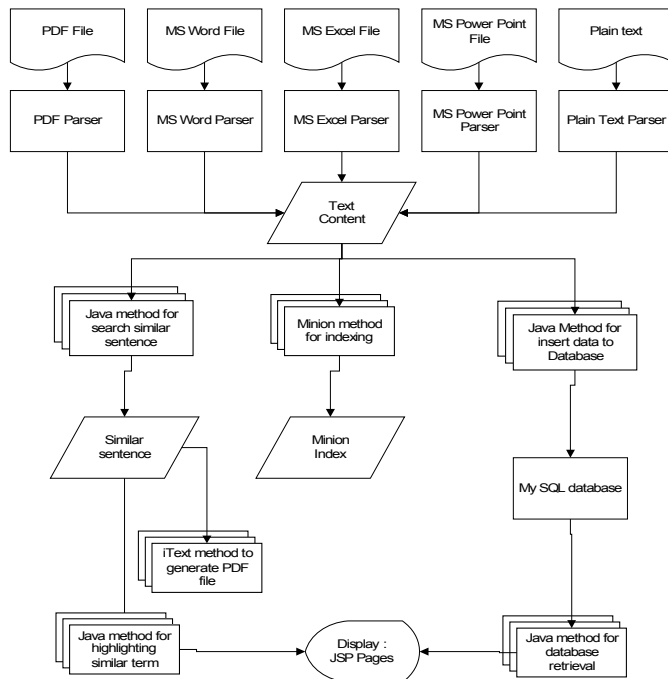 PDF File
MS Word File
MS Excel File
MS Power Point
File
Plain text
PDF Parser
MS Word Parser
MS Excel Parser
MS Power Point
Parser
Plain Text Parser
Text
Content
Java method for
search similar
sentence
Minion method
for indexing
Java Method for
insert data to
Database
Similar
sentence
Minion
Index
My SQL database
iText method to
generate PDF
file
Java method for
highlighting
similar term
Display :
JSP Pages
Java method for
database
retrieval